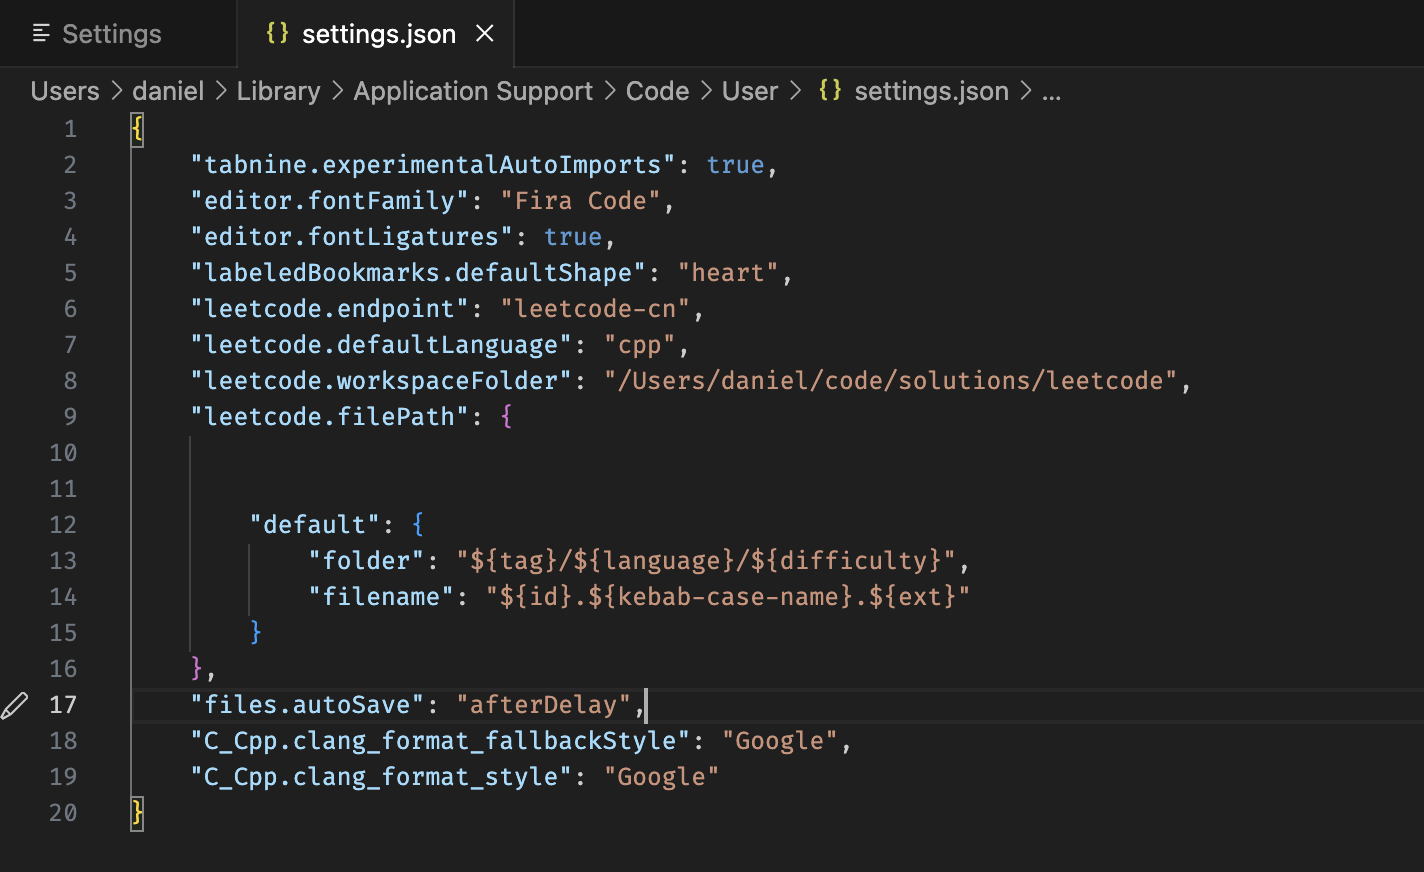 Settings
{} settings.json ×
Users > daniel > Library > Application Support > Code > User > {} settings.json > ...
1 {
2 "tabnine.experimentalAutoImports": true,
3 "editor.fontFamily": "Fira Code",
4 "editor.fontLigatures": true,
5 "labeledBookmarks.defaultShape": "heart",
6 "leetcode.endpoint": "leetcode-cn",
7 "leetcode.defaultLanguage": "cpp",
8 "leetcode.workspaceFolder": "/Users/daniel/code/solutions/leetcode",
9 "leetcode.filePath": {
10
11
12 "default": {
13 "folder": "${tag}/${language}/${difficulty}",
14 "filename": "${id}.${kebab-case-name}.${ext}"
15 }
16 },
17 "files.autoSave": "afterDelay",
18 "C_Cpp.clang_format_fallbackStyle": "Google",
19 "C_Cpp.clang_format_style": "Google"
20 }